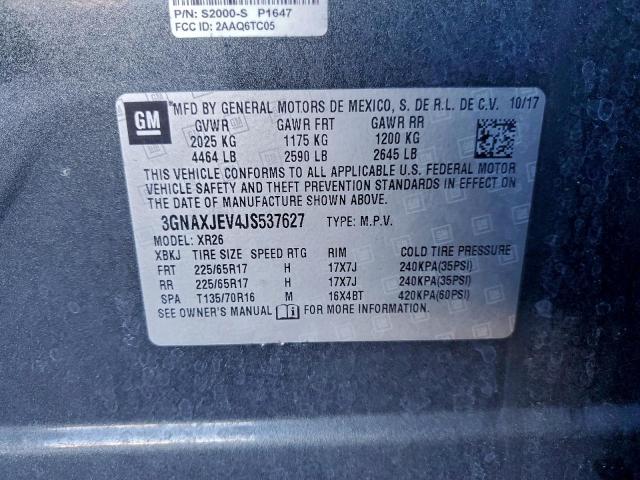 P/N: S2000-S P1647
FCC ID: 2AAQ6TC05
GM MFD BY GENERAL MOTORS DE MEXICO, S. DE R.L. DE C.V. 10/17
GVWR GAWR FRT GAWR RR
2025 KG 1175 KG 1200 KG
4464 LB 2590 LB 2645 LB
THIS VEHICLE CONFORMS TO ALL APPLICABLE U.S. FEDERAL MOTOR
VEHICLE SAFETY AND THEFT PREVENTION STANDARDS IN EFFECT ON
THE DATE OF MANUFACTURE SHOWN ABOVE.
3GNAXJEV4JS537627 TYPE: M.P.V.
MODEL: XR26
XBKJ TIRE SIZE SPEED RTG RIM COLD TIRE PRESSURE
FRT 225/65R17 H 17X7J 240KPA(35PSI)
RR 225/65R17 H 17X7J 240KPA(35PSI)
SPA T135/70R16 M 16X4BT 420KPA(60PSI)
SEE OWNER'S MANUAL FOR MORE INFORMATION.